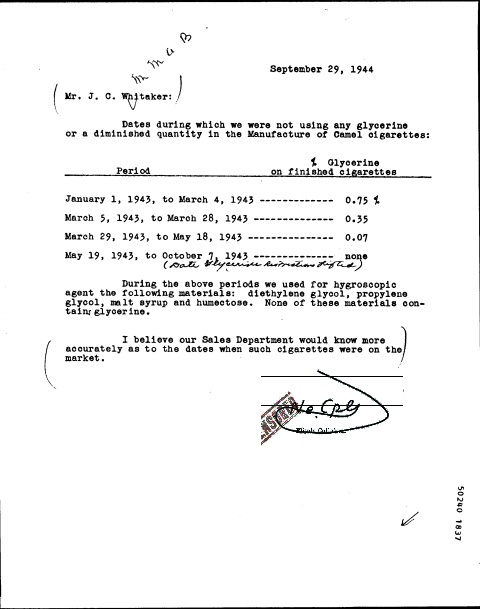 September 29, 1944
Mr. J. C. Whitaker:
Dates during which we were not using any glycerine
or a diminished quantity in the Manufacture of Camel cigarettes:
Period % Glycerine on finished cigarettes
January 1, 1943, to March 4, 1943 ------------- 0.75 %
March 5, 1943, to March 28, 1943 -------------- 0.35
March 29, 1943, to May 18, 1943 --------------- 0.07
May 19, 1943, to October 7, 1943 -------------- none
(Date Glycerine Restriction Lifted)
During the above periods we used for hygroscopic
agent the following materials: diethylene glycol, propylene
glycol, malt syrup and humectose. None of these materials con-
tain glycerine.
I believe our Sales Department would know more
accurately as to the dates when such cigarettes were on the
market.
No Cpy
50240 1837